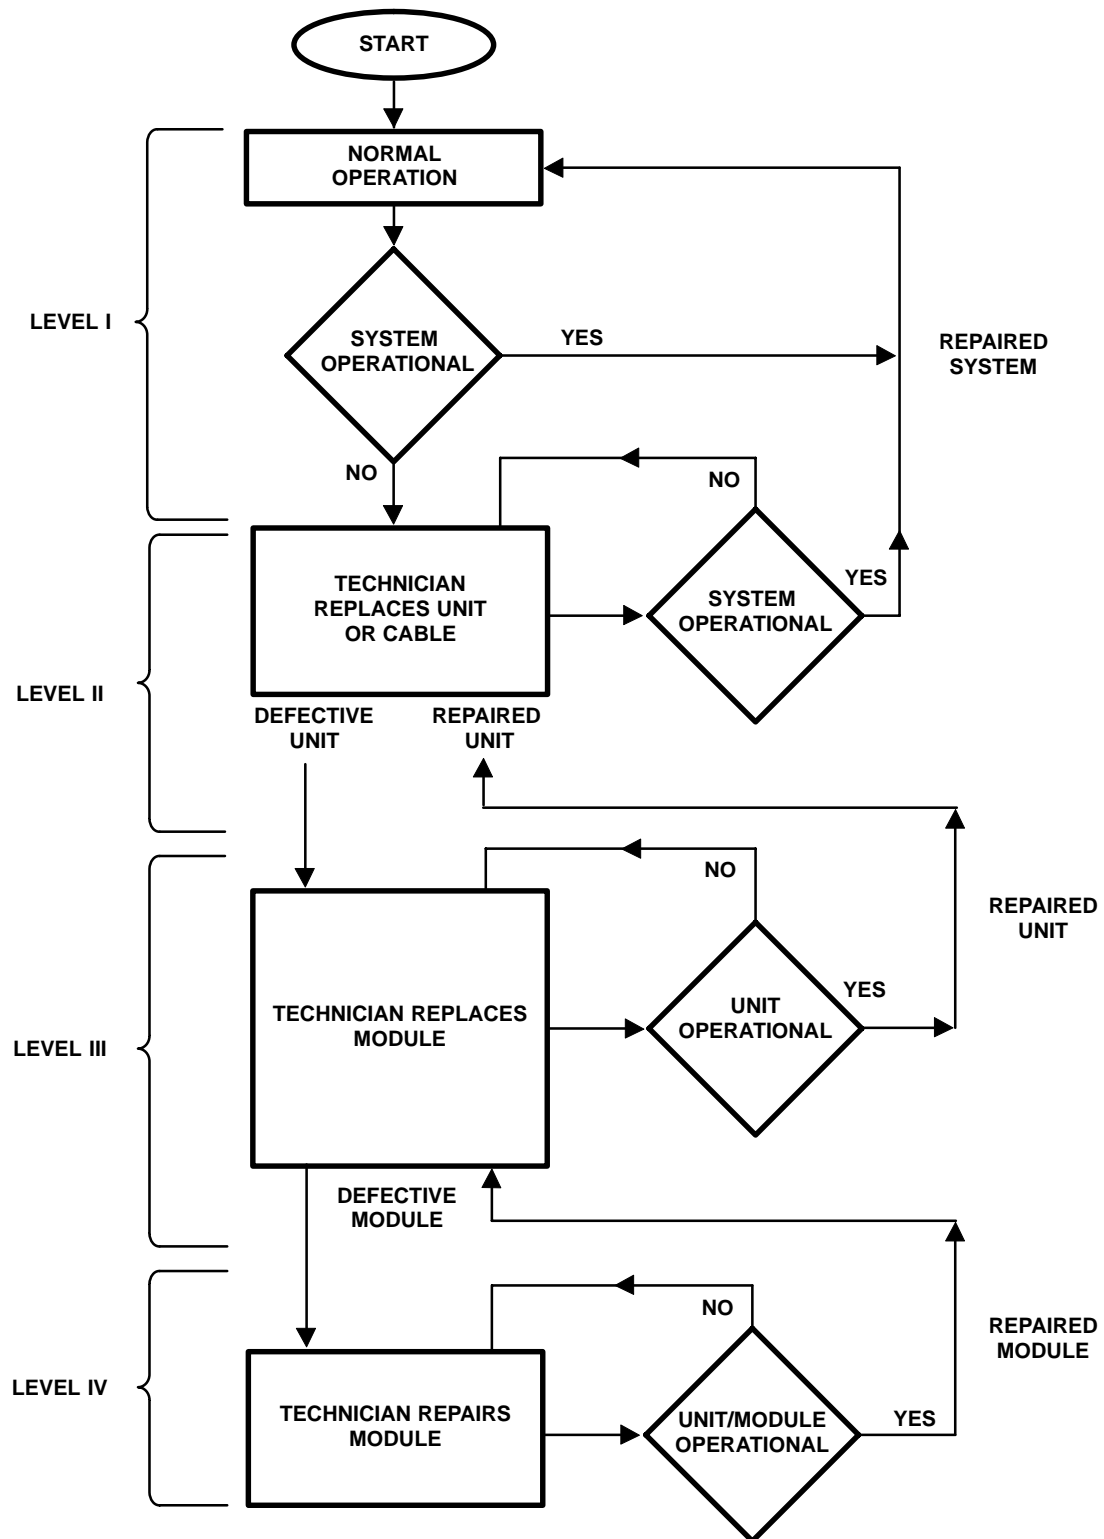 START
NORMAL
OPERATION
LEVEL I
SYSTEM
OPERATIONAL
YES
REPAIRED
SYSTEM
NO
NO
TECHNICIAN
REPLACES UNIT
OR CABLE
SYSTEM
OPERATIONAL
YES
LEVEL II
DEFECTIVE
UNIT
REPAIRED
UNIT
NO
REPAIRED
UNIT
TECHNICIAN REPLACES
MODULE
UNIT
OPERATIONAL
YES
LEVEL III
DEFECTIVE
MODULE
NO
REPAIRED
MODULE
LEVEL IV
TECHNICIAN REPAIRS
MODULE
UNIT/MODULE
OPERATIONAL
YES